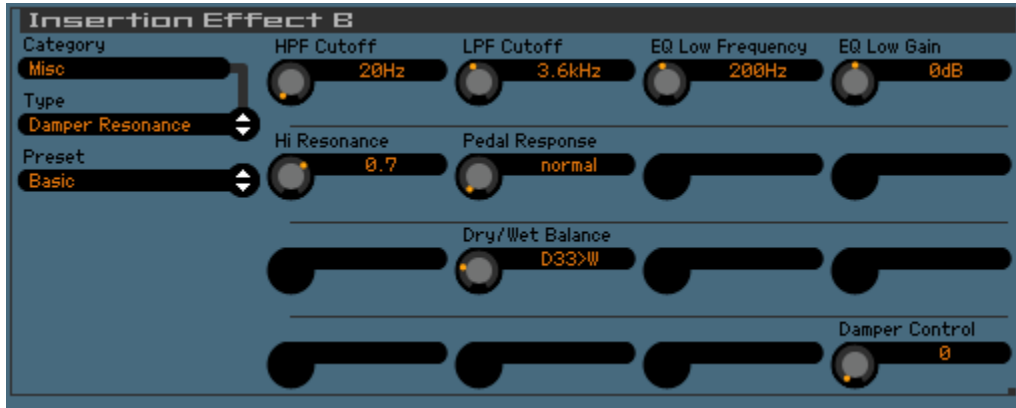 Insertion Effect B
Category
Misc
Type
Damper Resonance
Preset
Basic
HPF Cutoff LPF Cutoff EQ Low Frequency EQ Low Gain
20Hz 3.6kHz 200Hz 0dB
Hi Resonance Pedal Response
0.7 normal
Dry/Wet Balance
D33>W
Damper Control
0